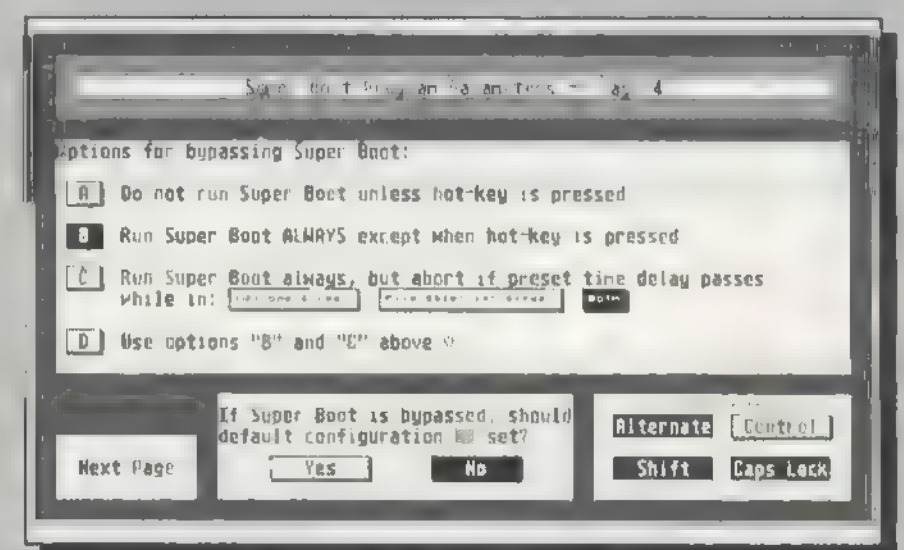 4
Options for bypassing Super Boot:
A Do not run Super Boot unless hot-key is pressed
B Run Super Boot ALWAYS except when hot-key is pressed
C Run Super Boot always, but abort if preset time delay passes
while in: Both
D Use options "B" and "C" above
If Super Boot is bypassed, should
default configuration set?
Yes No
Next Page
Alternate Control
Shift Caps Lock